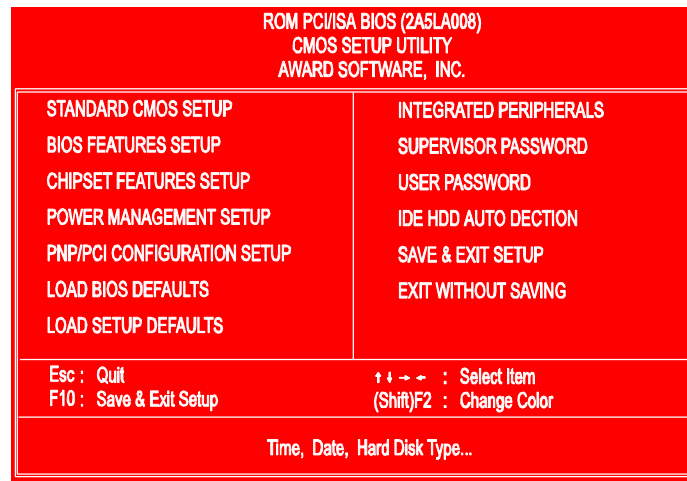 ROM PCI/ISA BIOS (2A5LA008)
CMOS SETUP UTILITY
AWARD SOFTWARE, INC.
STANDARD CMOS SETUP
BIOS FEATURES SETUP
CHIPSET FEATURES SETUP
POWER MANAGEMENT SETUP
PNP/PCI CONFIGURATION SETUP
LOAD BIOS DEFAULTS
LOAD SETUP DEFAULTS
INTEGRATED PERIPHERALS
SUPERVISOR PASSWORD
USER PASSWORD
IDE HDD AUTO DECTION
SAVE & EXIT SETUP
EXIT WITHOUT SAVING
Esc : Quit
F10 : Save & Exit Setup
↑ ↓ → ← : Select Item
(Shift)F2 : Change Color
Time, Date, Hard Disk Type...